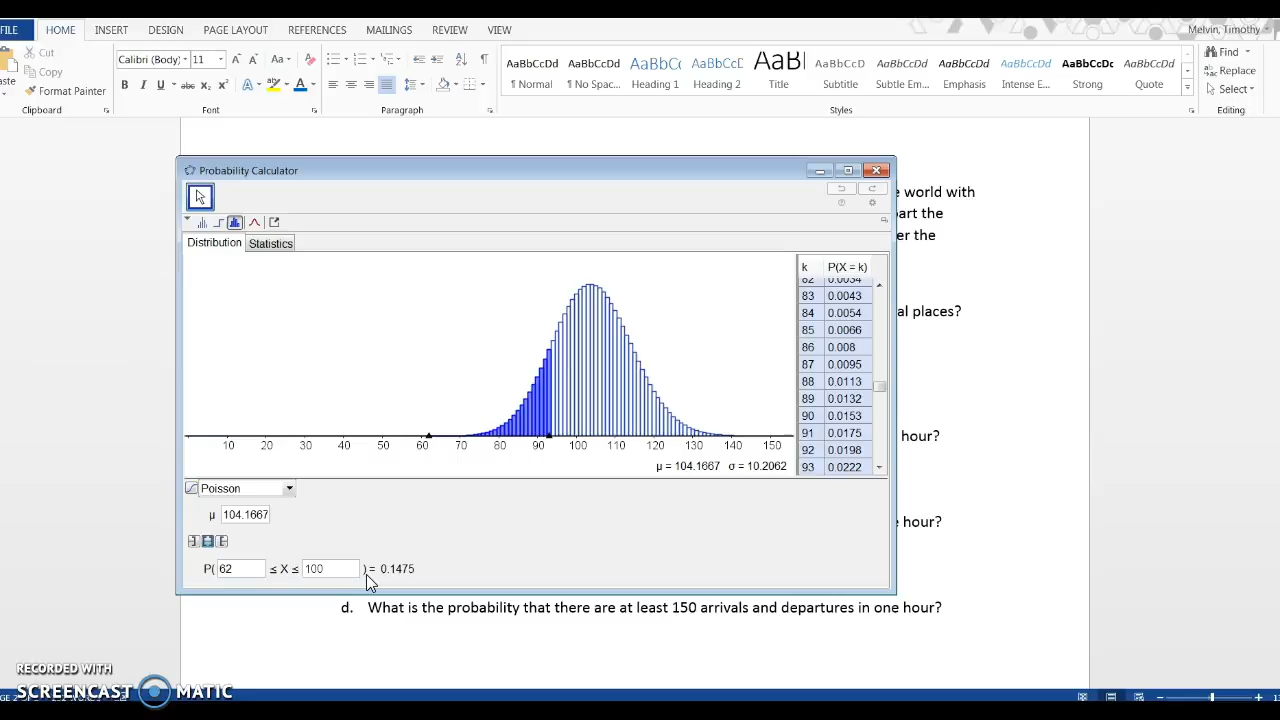 FILE HOME INSERT DESIGN PAGE LAYOUT REFERENCES MAILINGS REVIEW VIEW Melvin, Timothy
Cut
Copy
Format Painter
Clipboard
Calibri (Body) 11
Font
Paragraph
AaBbCcDd AaBbCcDd AaBbCc AaBbCcD AaBl AaBbCcDd AaBbCcDd AaBbCcDd AaBbCcDd AaBbCcDc AaBbCcDd
¶ Normal ¶ No Spac... Heading 1 Heading 2 Title Subtitle Subtle Em... Emphasis Intense E... Strong Quote
Styles
Find
Replace
Select
Editing
Probability Calculator
Distribution Statistics
k P(X = k)
82 0.0034
83 0.0043
84 0.0054
85 0.0066
86 0.008
87 0.0095
88 0.0113
89 0.0132
90 0.0153
91 0.0175
92 0.0198
93 0.0222
10 20 30 40 50 60 70 80 90 100 110 120 130 140 150
μ = 104.1667 σ = 10.2062
Poisson
μ 104.1667
P( 62 ≤ X ≤ 100 ) = 0.1475
world with
art the
er the
al places?
hour?
hour?
d. What is the probability that there are at least 150 arrivals and departures in one hour?
RECORDED WITH
SCREENCAST MATIC